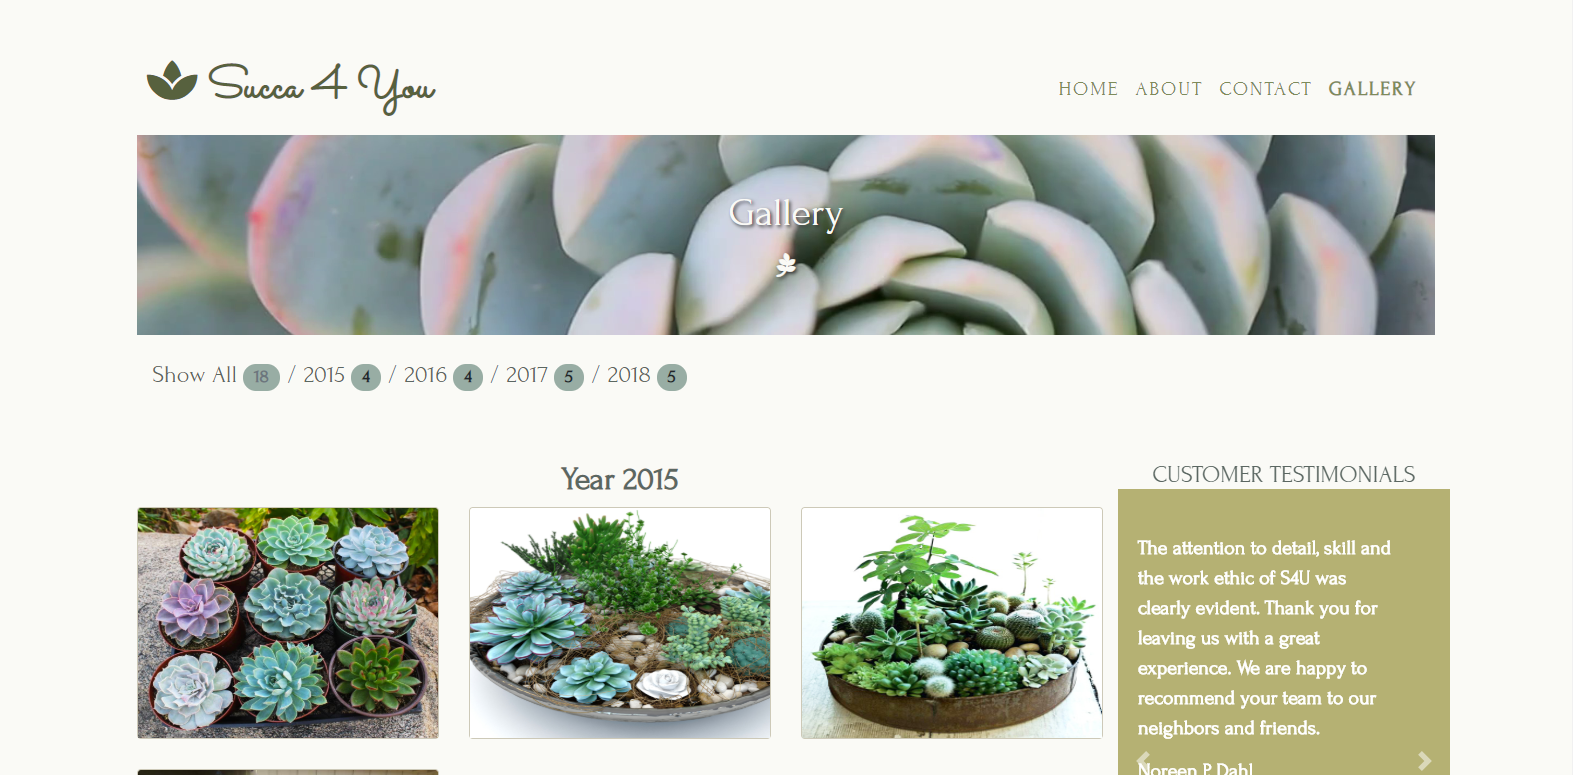 Succa 4 You
HOME ABOUT CONTACT GALLERY
Gallery
Show All 18 / 2015 4 / 2016 4 / 2017 5 / 2018 5
Year 2015
CUSTOMER TESTIMONIALS
The attention to detail, skill and
the work ethic of S4U was
clearly evident. Thank you for
leaving us with a great
experience. We are happy to
recommend your team to our
neighbors and friends.
Noreen P. Dahl